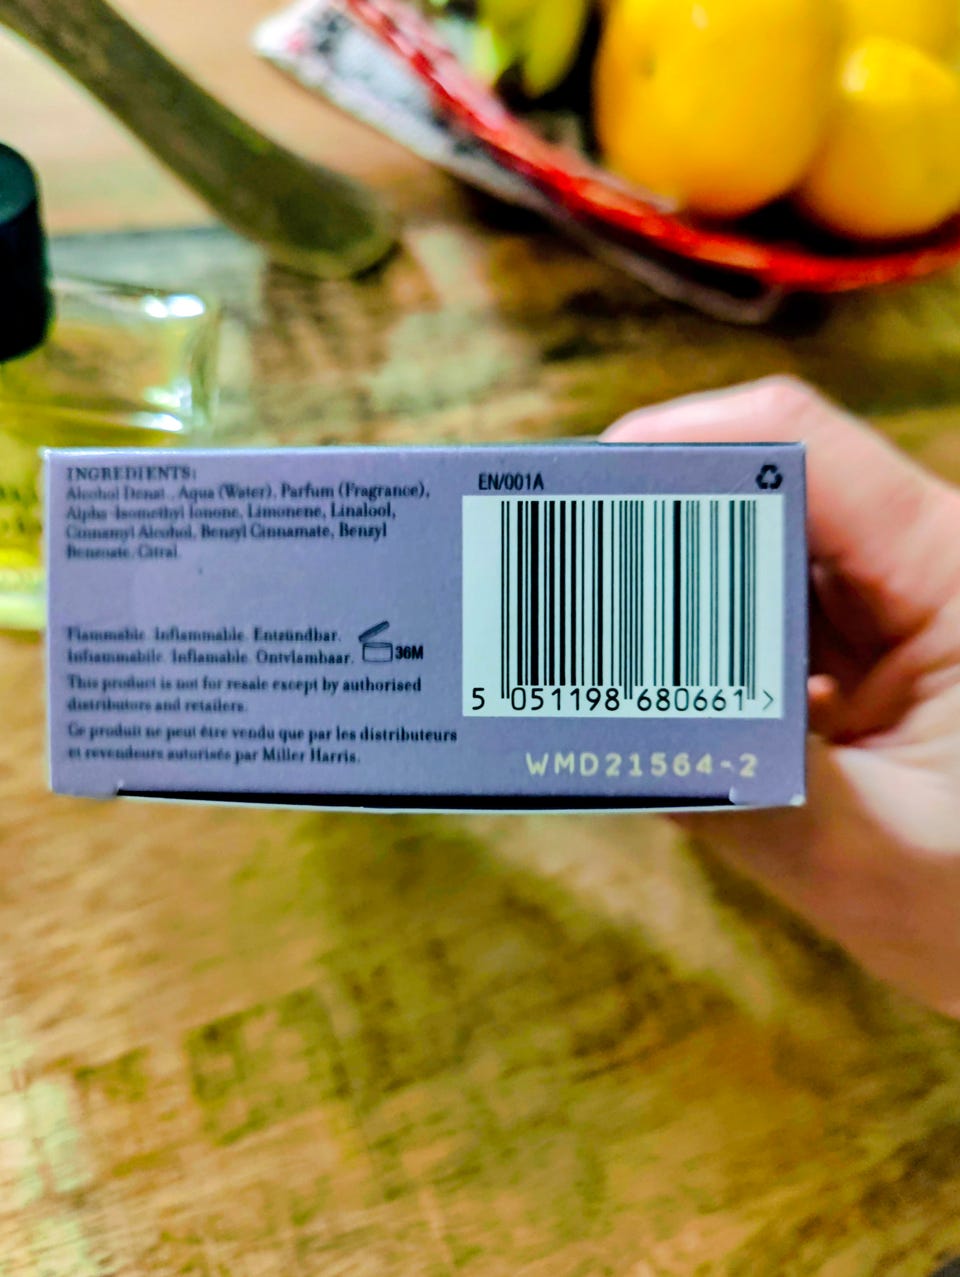 INGREDIENTS:
Alcohol Denat., Aqua (Water), Parfum (Fragrance),
Alpha-Isomethyl Ionone, Limonene, Linalool,
Cinnamyl Alcohol, Benzyl Cinnamate, Benzyl
Benzoate, Citral.
Flammable. Inflammable. Entzündbar.
Infiammabile. Inflamable. Ontvlambaar.
36M
This product is not for resale except by authorised
distributors and retailers.
Ce produit ne peut être vendu que par les distributeurs
et revendeurs autorisés par Miller Harris.
EN/001A
5 051198 680661 >
WMD21564-2